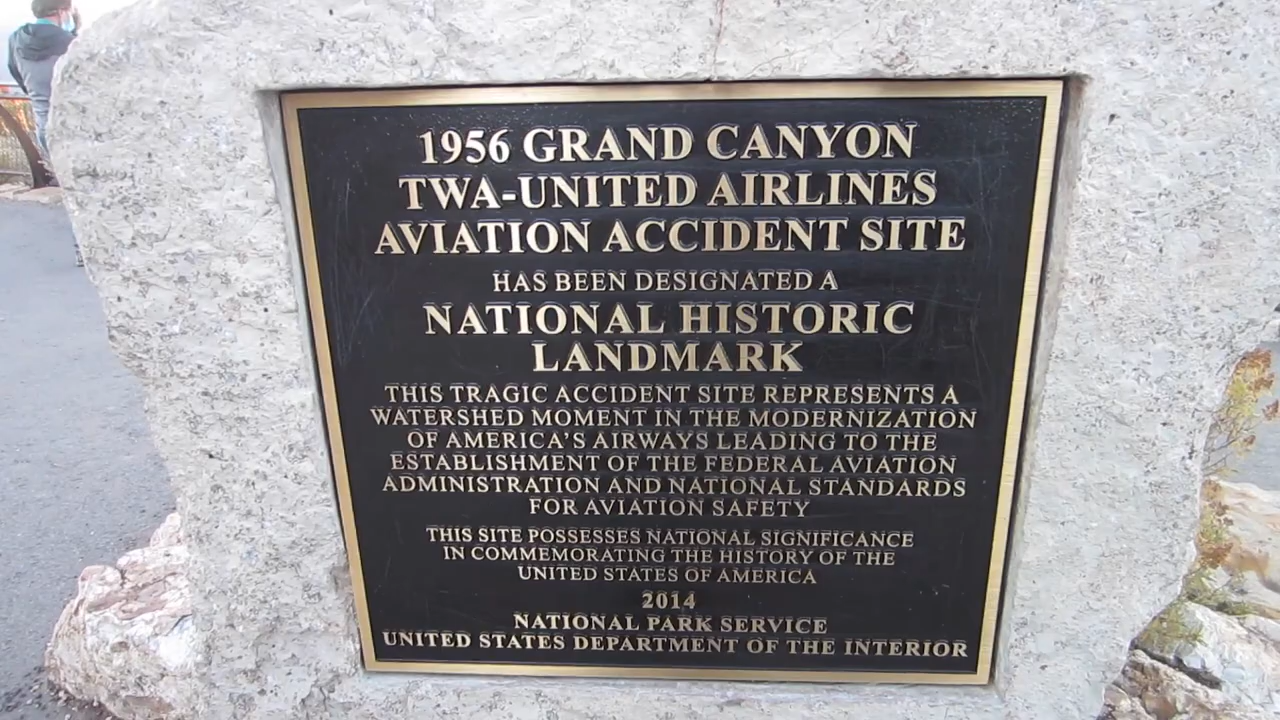 1956 GRAND CANYON
TWA-UNITED AIRLINES
AVIATION ACCIDENT SITE
HAS BEEN DESIGNATED A
NATIONAL HISTORIC
LANDMARK
THIS TRAGIC ACCIDENT SITE REPRESENTS A
WATERSHED MOMENT IN THE MODERNIZATION
OF AMERICA'S AIRWAYS LEADING TO THE
ESTABLISHMENT OF THE FEDERAL AVIATION
ADMINISTRATION AND NATIONAL STANDARDS
FOR AVIATION SAFETY
THIS SITE POSSESSES NATIONAL SIGNIFICANCE
IN COMMEMORATING THE HISTORY OF THE
UNITED STATES OF AMERICA
2014
NATIONAL PARK SERVICE
UNITED STATES DEPARTMENT OF THE INTERIOR